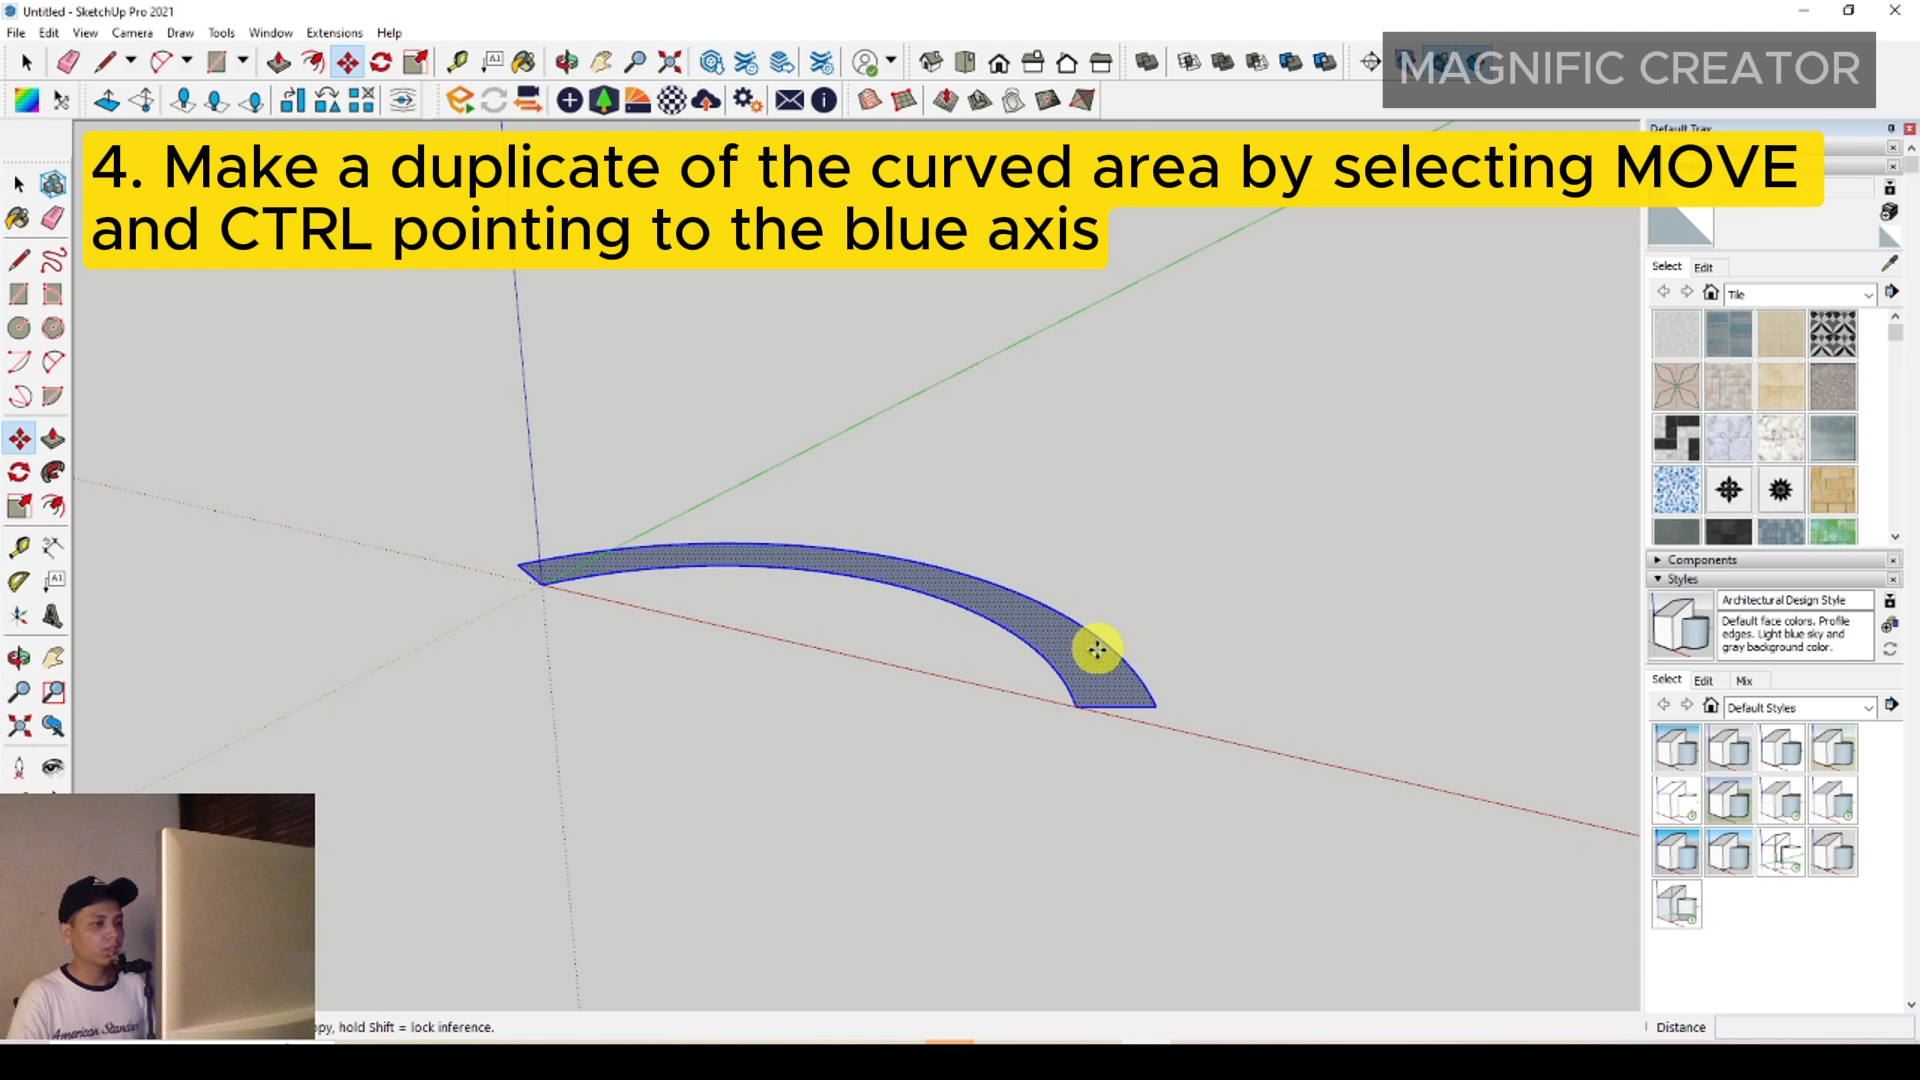 Untitled - SketchUp Pro 2021
File Edit View Camera Draw Tools Window Extensions Help
MAGNIFIC CREATOR
Default Tray
4. Make a duplicate of the curved area by selecting MOVE
and CTRL pointing to the blue axis
Select Edit
Tile
Components
Styles
Architectural Design Style
Default face colors. Profile
edges. Light blue sky and
gray background color.
Select Edit Mix
Default Styles
American Standard
opy, hold Shift = lock inference.
Distance